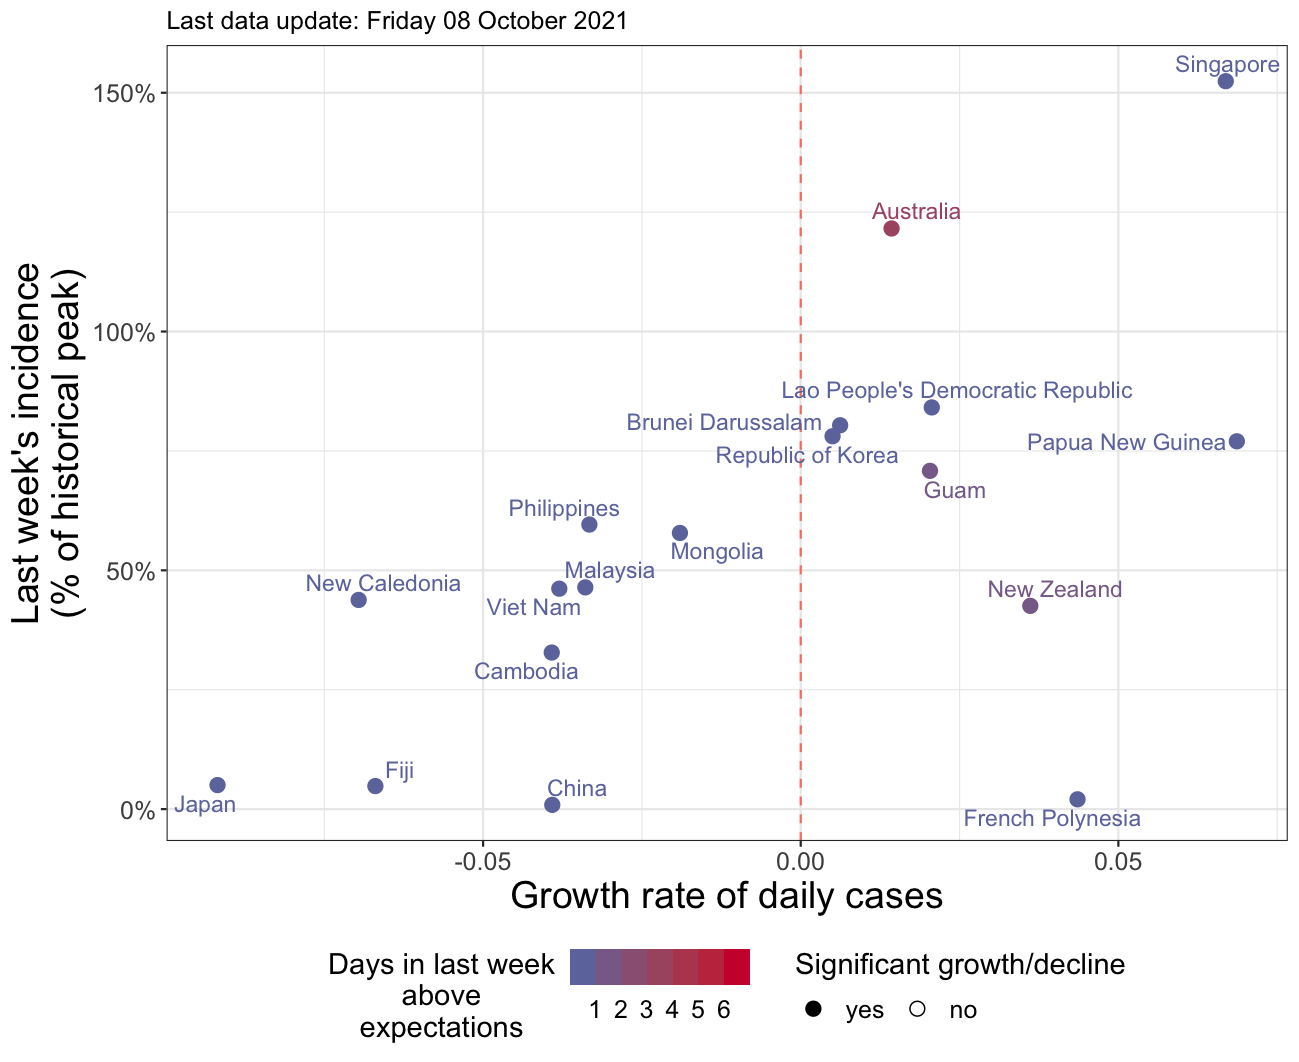 Last data update: Friday 08 October 2021
Last week's incidence
(% of historical peak)
150%
100%
50%
0%
Singapore
Australia
Lao People's Democratic Republic
Brunei Darussalam
Papua New Guinea
Republic of Korea
Guam
Philippines
Mongolia
Malaysia
New Caledonia
New Zealand
Viet Nam
Cambodia
Fiji
China
Japan
French Polynesia
-0.05 0.00 0.05
Growth rate of daily cases
Days in last week
above
expectations
1 2 3 4 5 6
Significant growth/decline
yes no